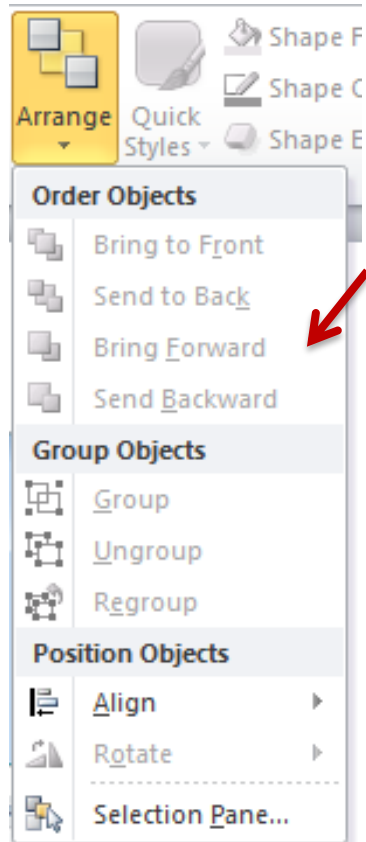 Shape F
Shape
Shape E
Arrange
Quick
Styles
Order Objects
Bring to Front
Send to Back
Bring Forward
Send Backward
Group Objects
Group
Ungroup
Regroup
Position Objects
Align
Rotate
Selection Pane...